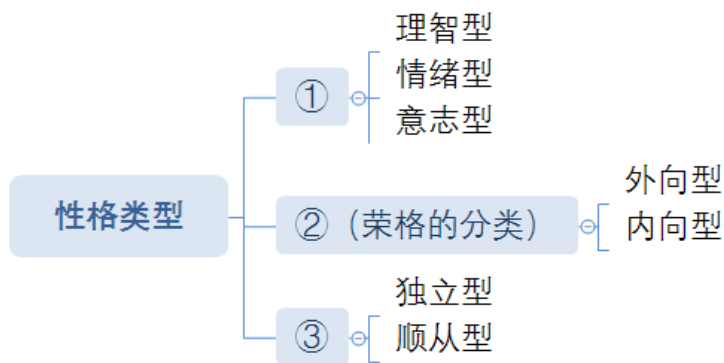 性格类型
①
理智型
情绪型
意志型
②（荣格的分类）
外向型
内向型
③
独立型
顺从型